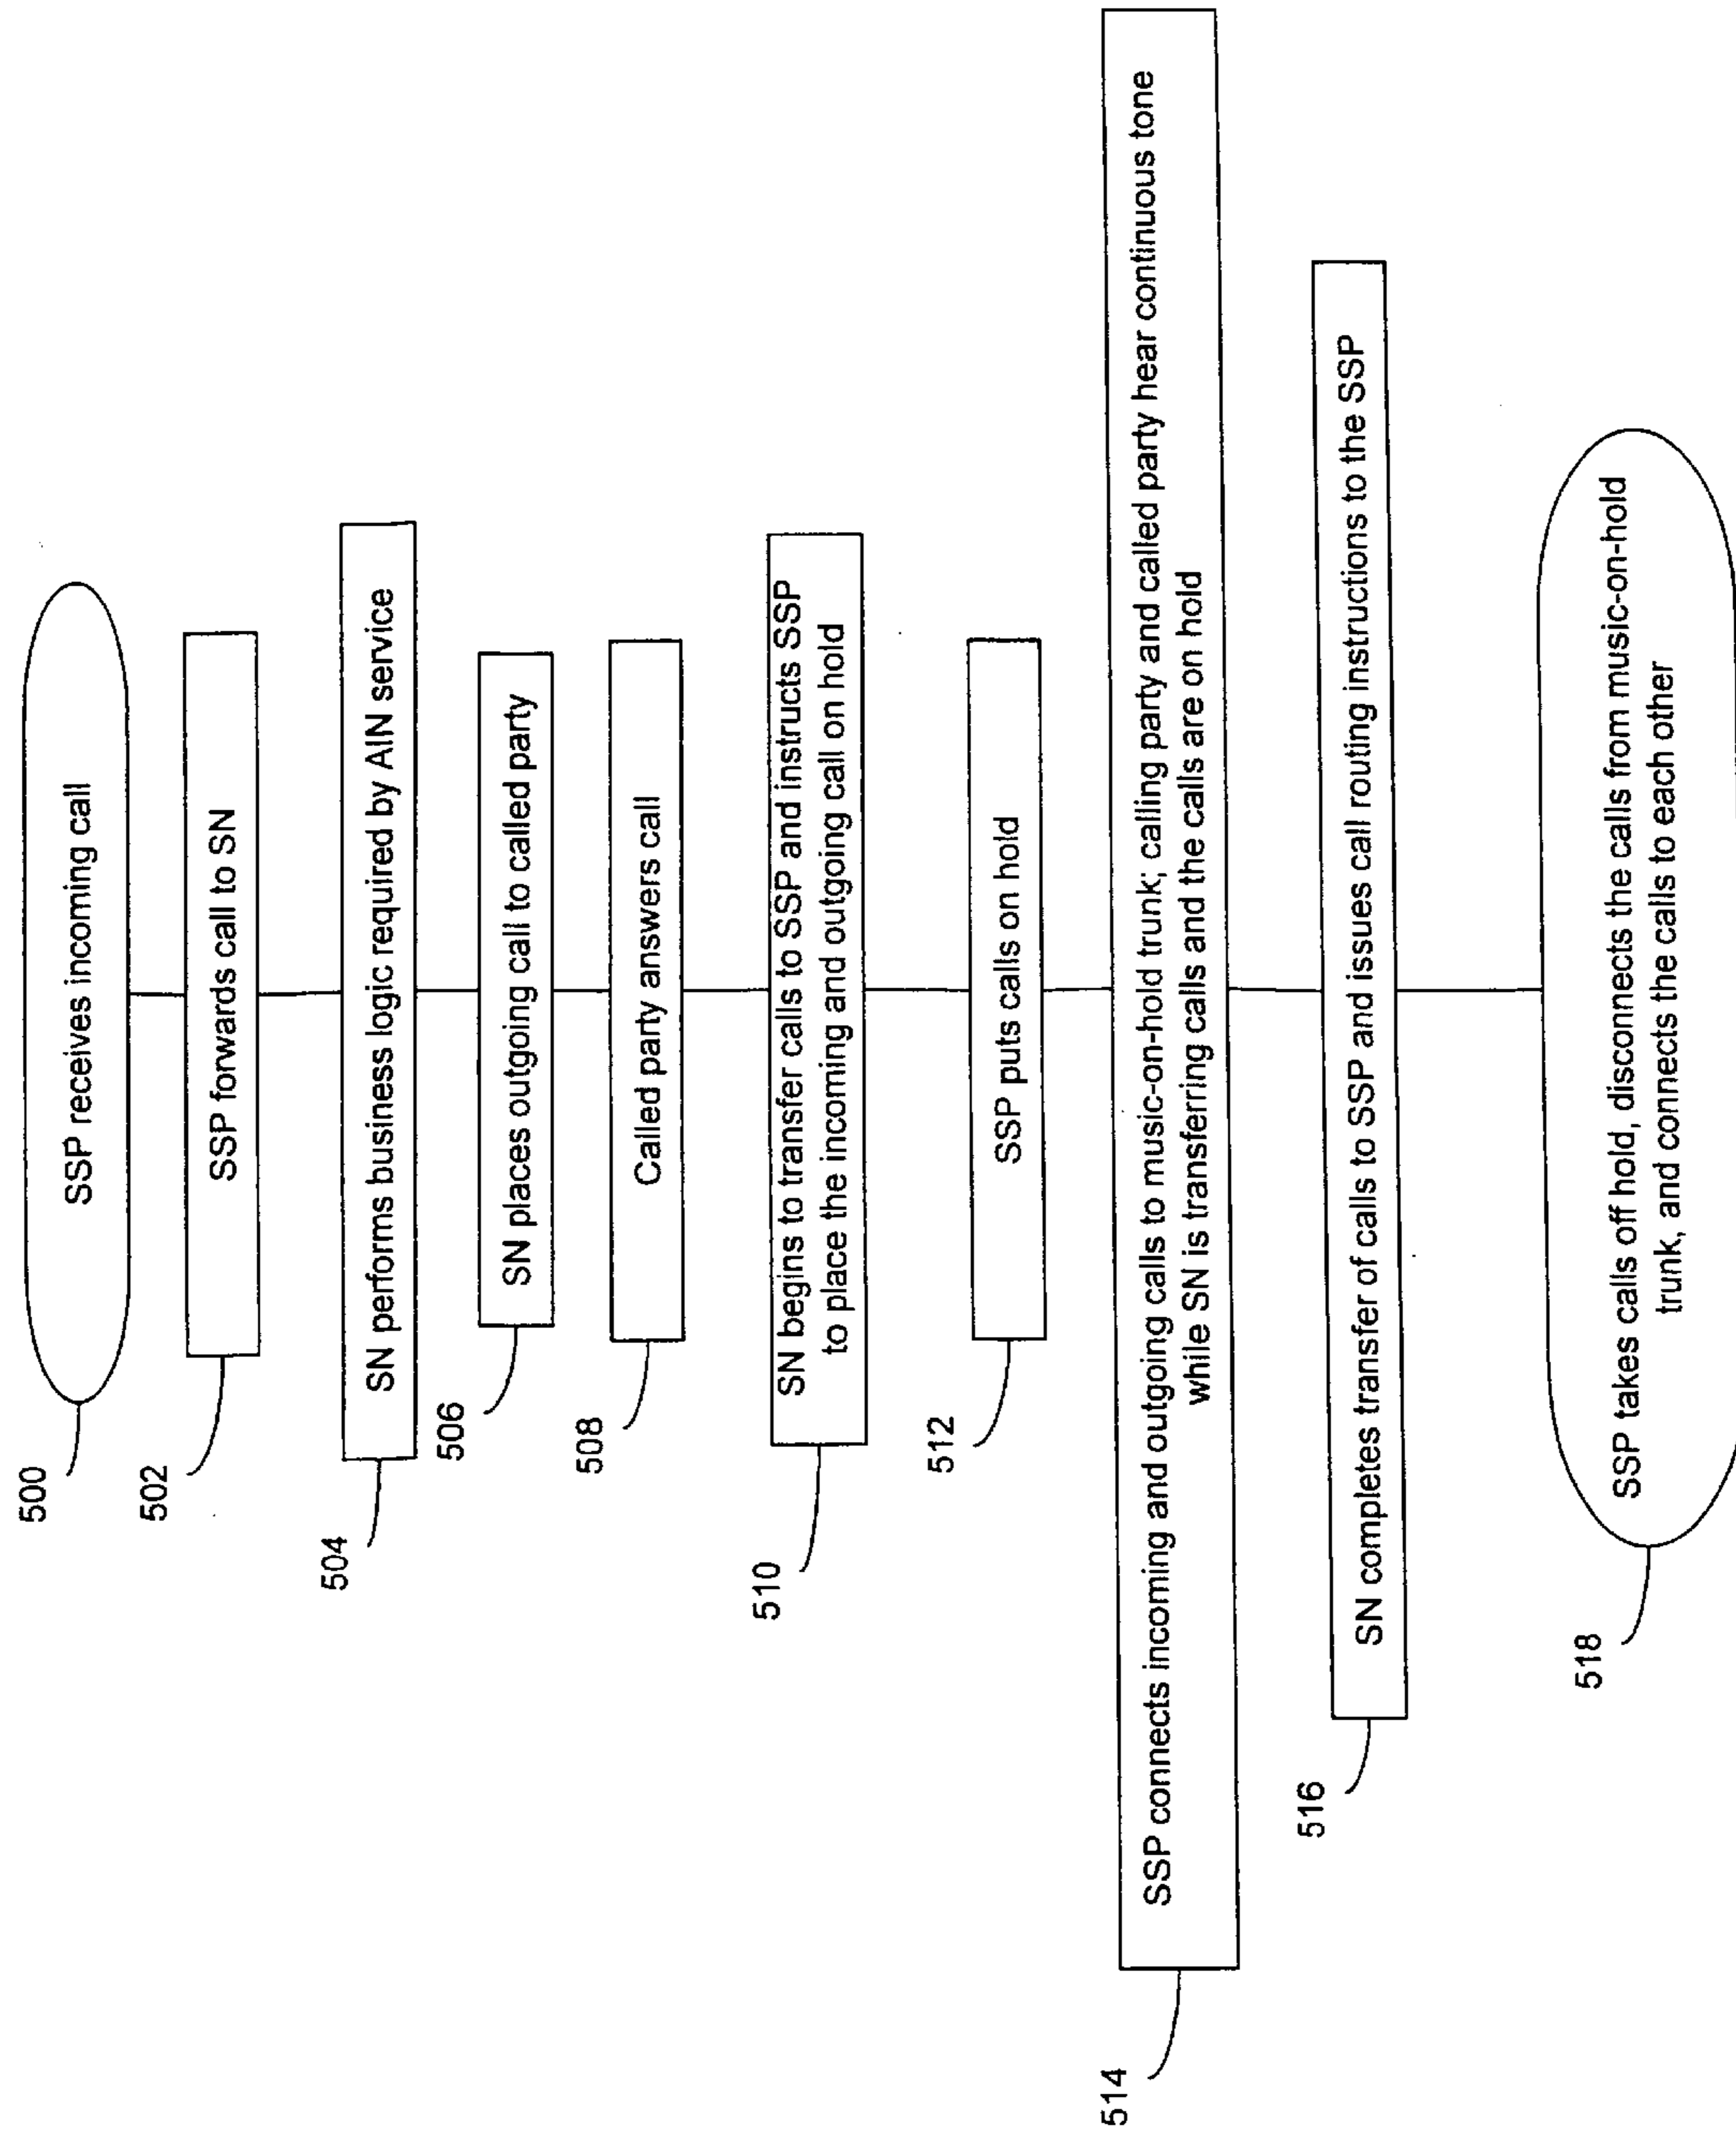 500
SSP receives incoming call
502
SSP forwards call to SN
504
SN performs business logic required by AIN service
506
SN places outgoing call to called party
508
Called party answers call
510
SN begins to transfer calls to SSP and instructs SSP
to place the incoming and outgoing call on hold
512
SSP puts calls on hold
514
SSP connects incoming and outgoing calls to music-on-hold trunk; calling party and called party hear continuous tone
while SN is transferring calls and the calls are on hold
516
SN completes transfer of calls to SSP and issues call routing instructions to the SSP
518
SSP takes calls off hold, disconnects the calls from music-on-hold
trunk, and connects the calls to each other